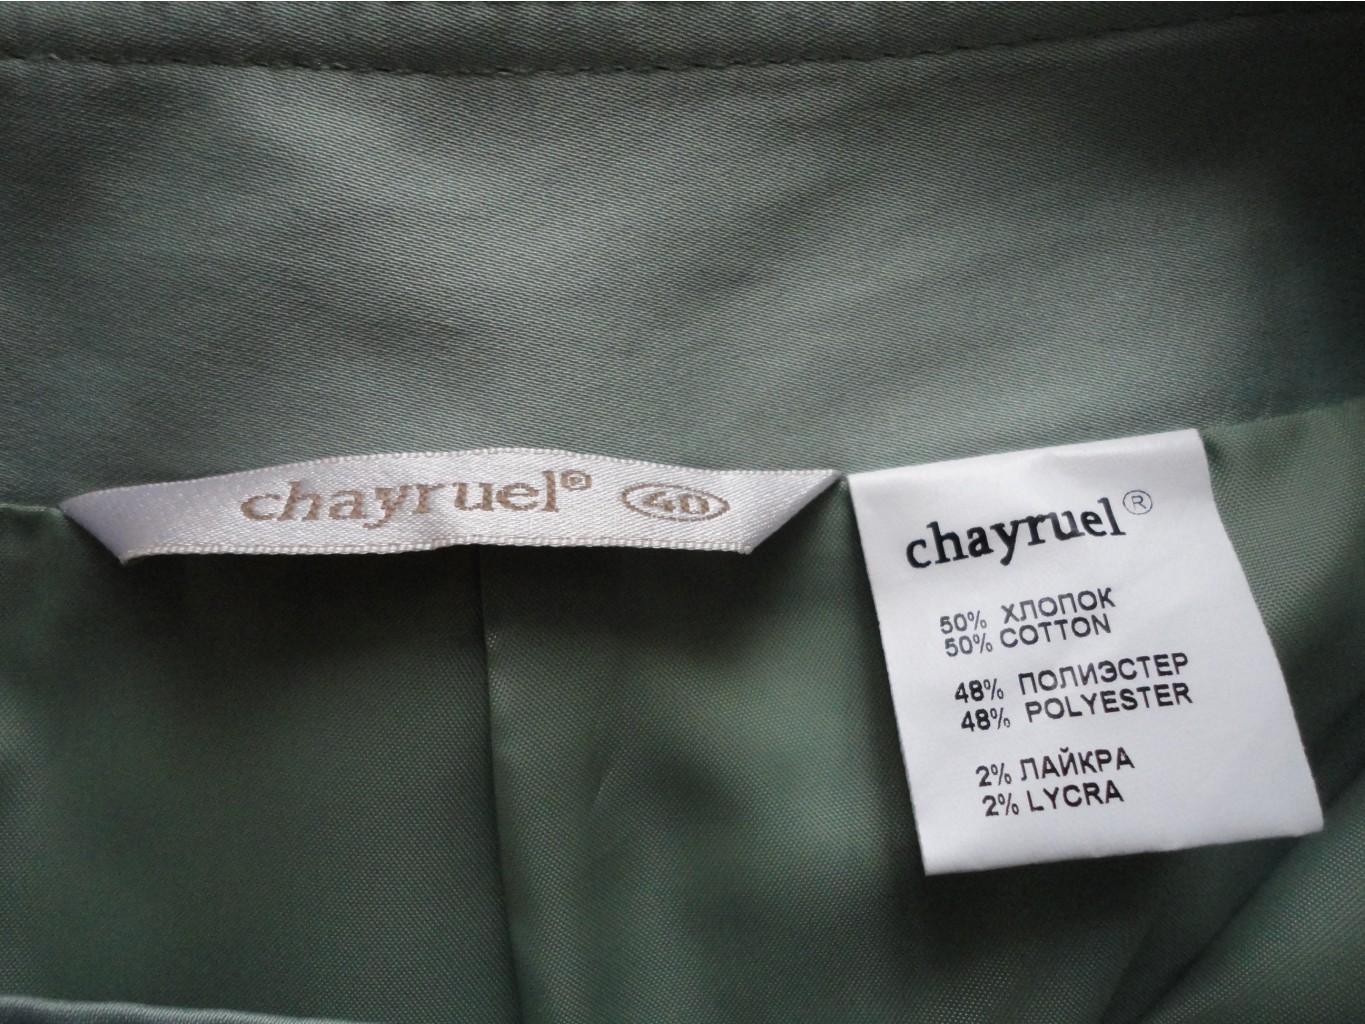 chayruel® 40
chayruel®
50% ХЛОПОК
50% COTTON
48% ПОЛИЭСТЕР
48% POLYESTER
2% ЛАЙКРА
2% LYCRA